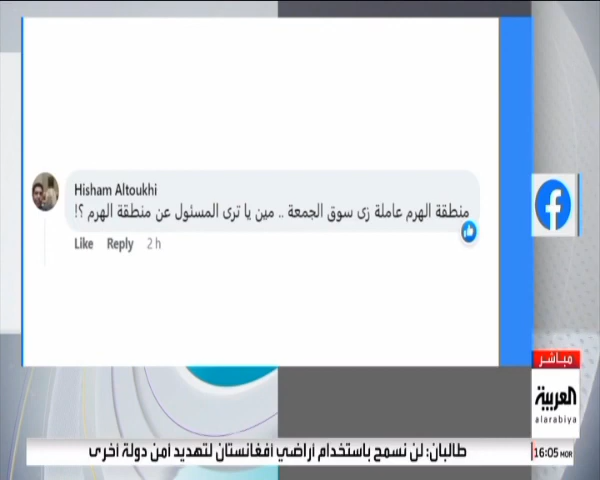 Hisham Altoukhi
منطقة الهرم عاملة زى سوق الجمعة .. مين يا ترى المسئول عن منطقة الهرم ؟!
Like Reply 2 h
مباشر
العربية
alarabiya
طالبان: لن نسمح باستخدام أراضي أفغانستان لتهديد أمن دولة أخرى
16:05 MOR